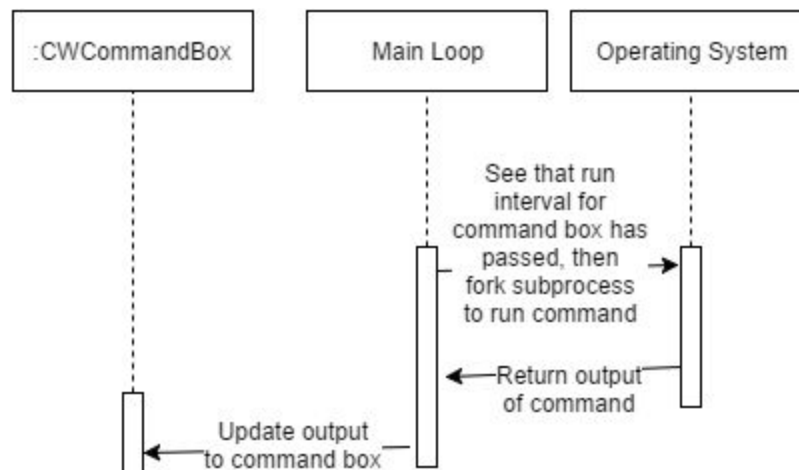 :CWCommandBox
Main Loop
Operating System
See that run
interval for
command box has
passed, then
fork subprocess
to run command
Return output
of command
Update output
to command box